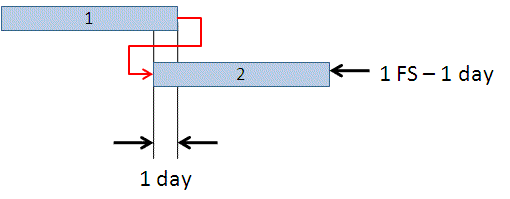 1
2
1 FS – 1 day
1 day